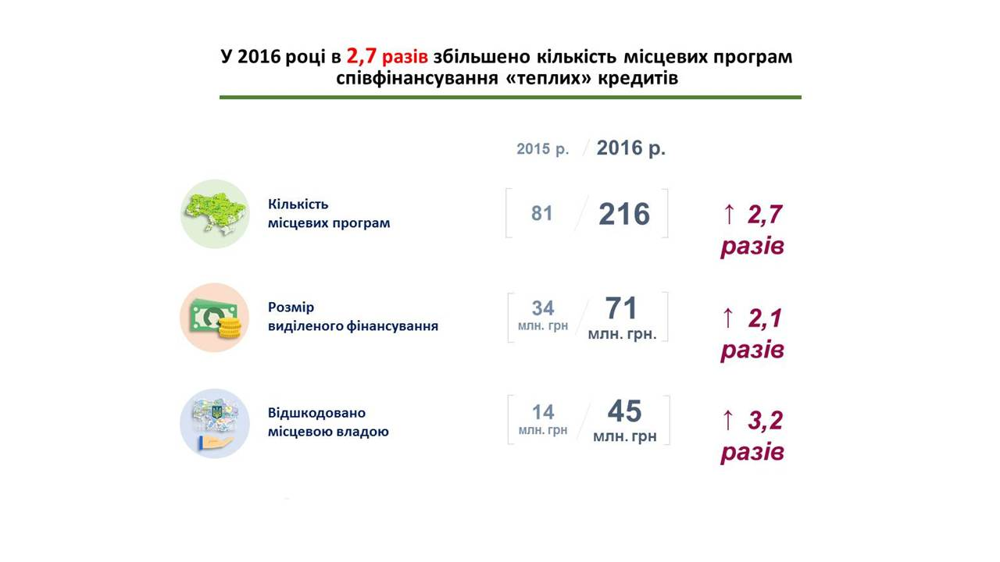 У 2016 році в 2,7 разів збільшено кількість місцевих програм
співфінансування «теплих» кредитів
2015 р. / 2016 р.
Кількість
місцевих програм
81 / 216
↑ 2,7
разів
Розмір
виділеного фінансування
34 / 71
млн. грн млн. грн.
↑ 2,1
разів
Відшкодовано
місцевою владою
14 / 45
млн. грн млн. грн
↑ 3,2
разів